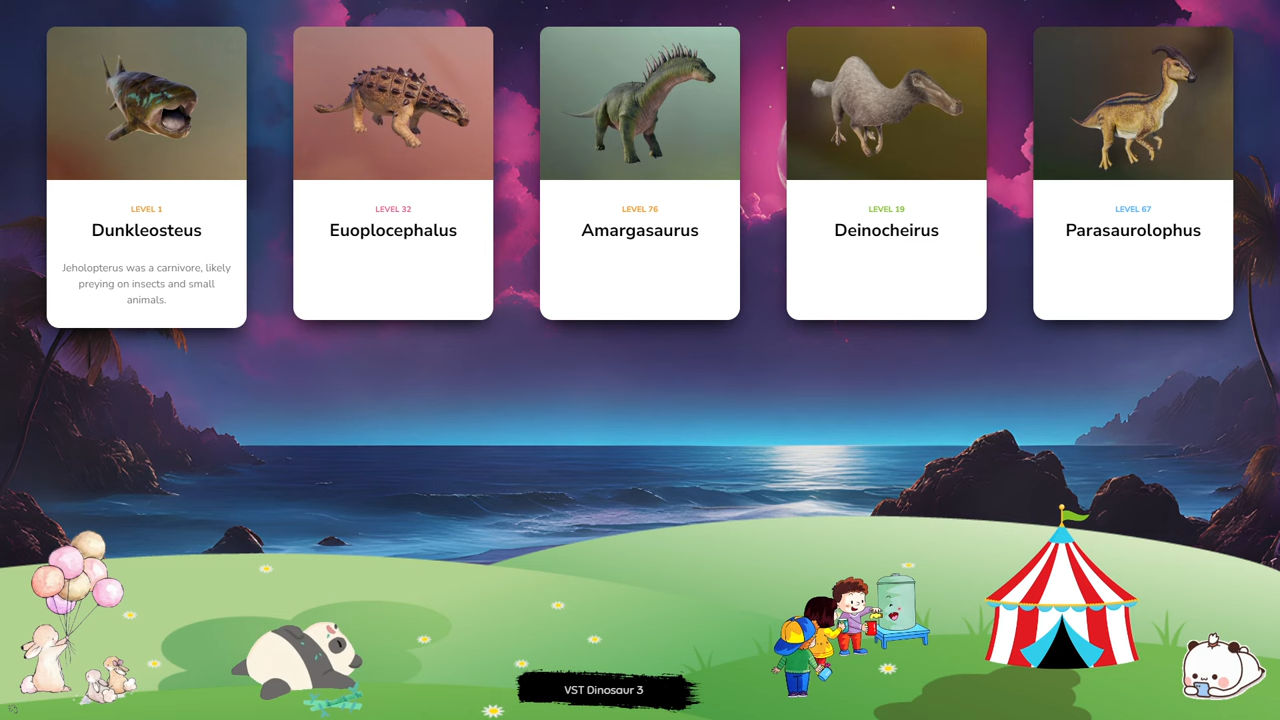 LEVEL 1
Dunkleosteus
Jeholopterus was a carnivore, likely
preying on insects and small
animals.
LEVEL 32
Euoplocephalus
LEVEL 76
Amargasaurus
LEVEL 19
Deinocheirus
LEVEL 67
Parasaurolophus
VST Dinosaur 3